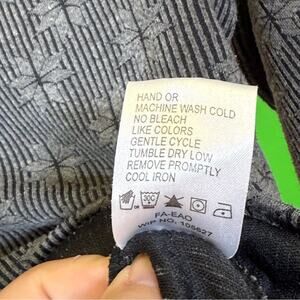 HAND OR
MACHINE WASH COLD
NO BLEACH
LIKE COLORS
GENTLE CYCLE
TUMBLE DRY LOW
REMOVE PROMPTLY
COOL IRON
30C
FA-EAO
WIP NO. 105627